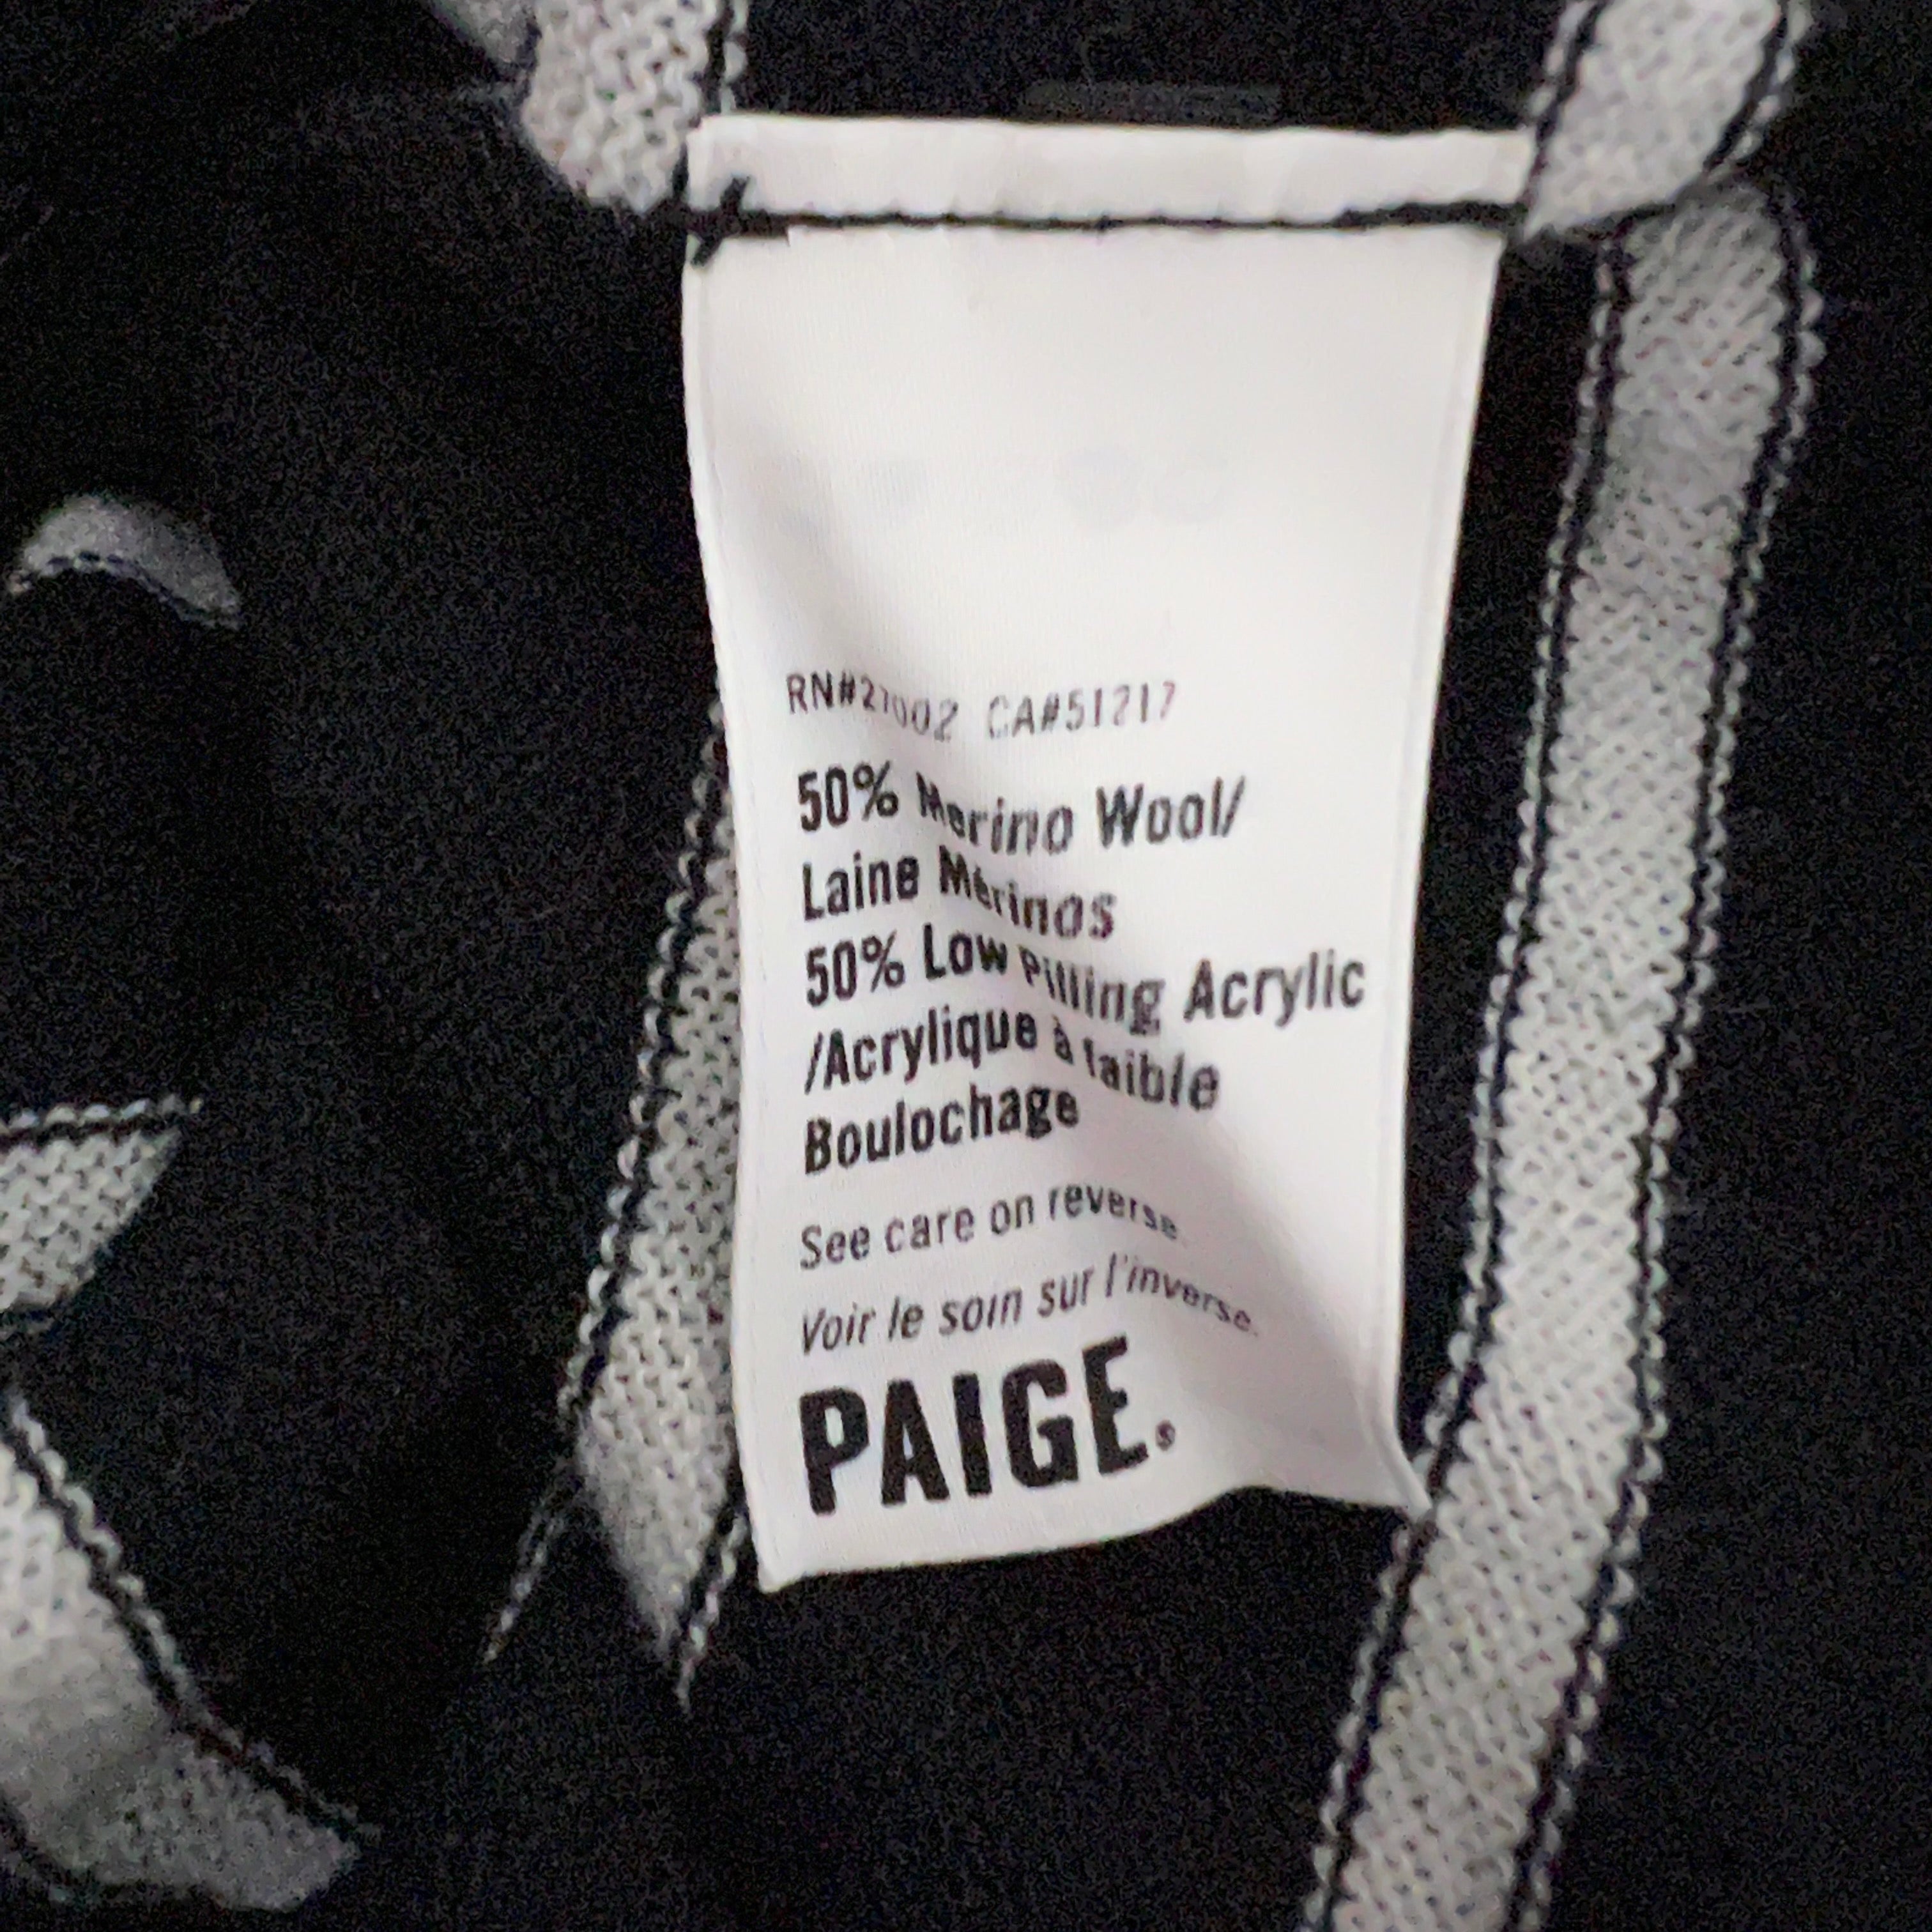 RN#27002 CA#51217
50% Merino Wool/
Laine Mérinos
50% Low Pilling Acrylic
/Acrylique à faible
Boulochage
See care on reverse.
Voir le soin sur l'inverse.
PAIGE